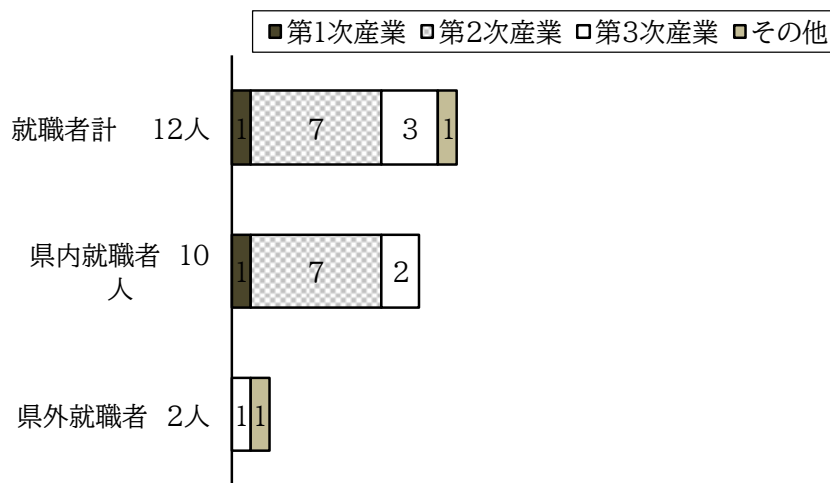 ■第1次産業 □第2次産業 □第3次産業 ■その他
就職者計 12人
1 7 3 1
県内就職者 10
人
1 7 2
県外就職者 2人
1 1